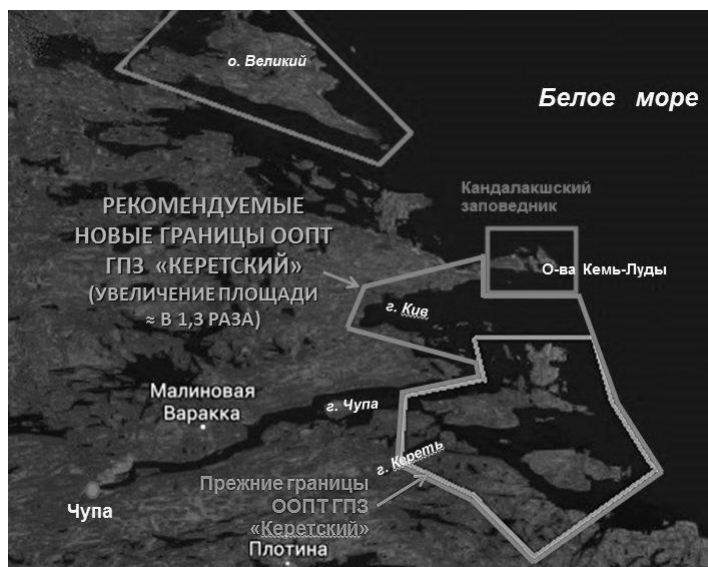 о. Великий
Белое море
Кандалакшский
заповедник
РЕКОМЕНДУЕМЫЕ
НОВЫЕ ГРАНИЦЫ ООПТ
ГПЗ «КЕРЕТСКИЙ»
(УВЕЛИЧЕНИЕ ПЛОЩАДИ
≈ В 1,3 РАЗА)
О-ва Кемь-Луды
г. Кив
Малиновая
Варакка
г. Чупа
г. Кереть
Прежние границы
ООПТ ГПЗ
«Керетский»
Чупа
Плотина